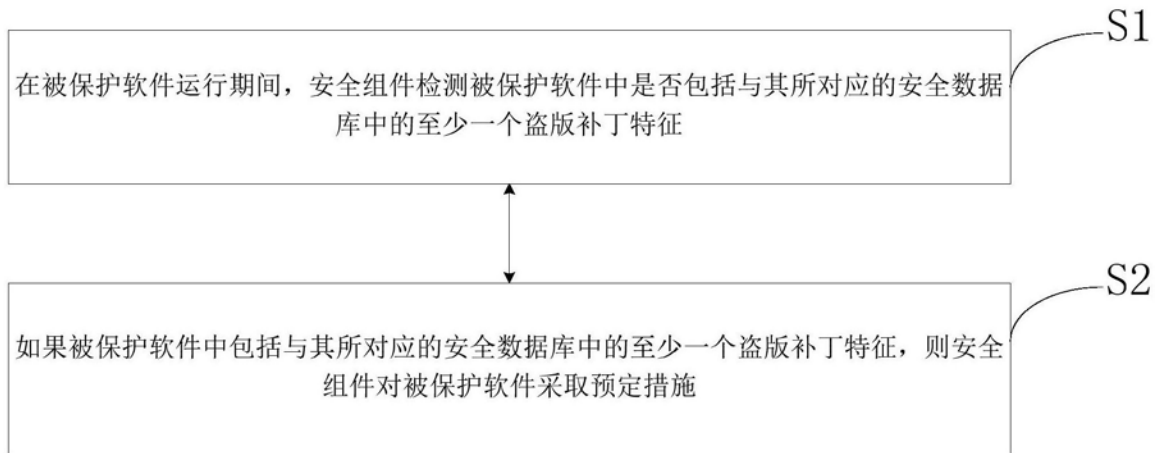 S1
在被保护软件运行期间，安全组件检测被保护软件中是否包括与其所对应的安全数据
库中的至少一个盗版补丁特征
S2
如果被保护软件中包括与其所对应的安全数据库中的至少一个盗版补丁特征，则安全
组件对被保护软件采取预定措施